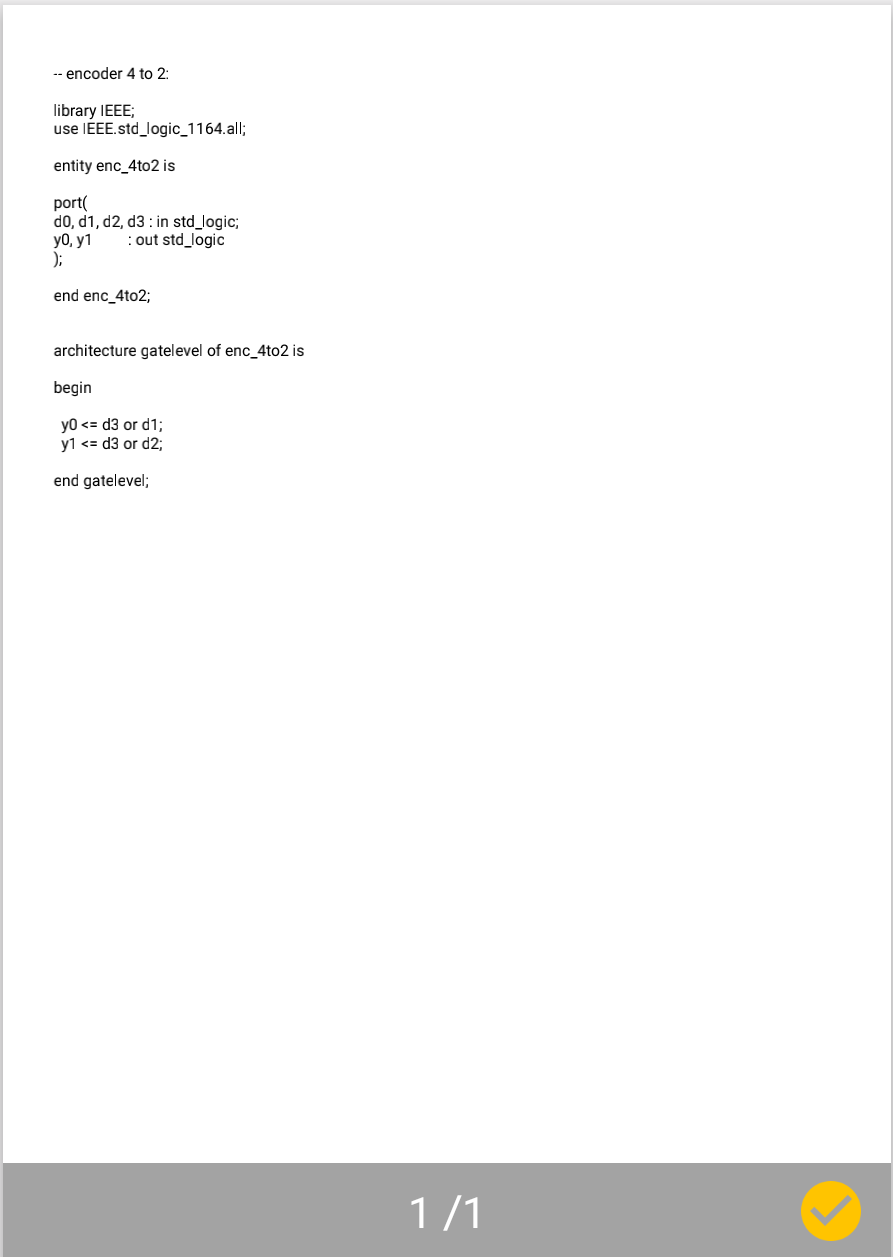 -- encoder 4 to 2:
library IEEE;
use IEEE.std_logic_1164.all;
entity enc_4to2 is
port(
d0, d1, d2, d3 : in std_logic;
y0, y1 : out std_logic
);
end enc_4to2;
architecture gatelevel of enc_4to2 is
begin
y0 <= d3 or d1;
y1 <= d3 or d2;
end gatelevel;
1 /1